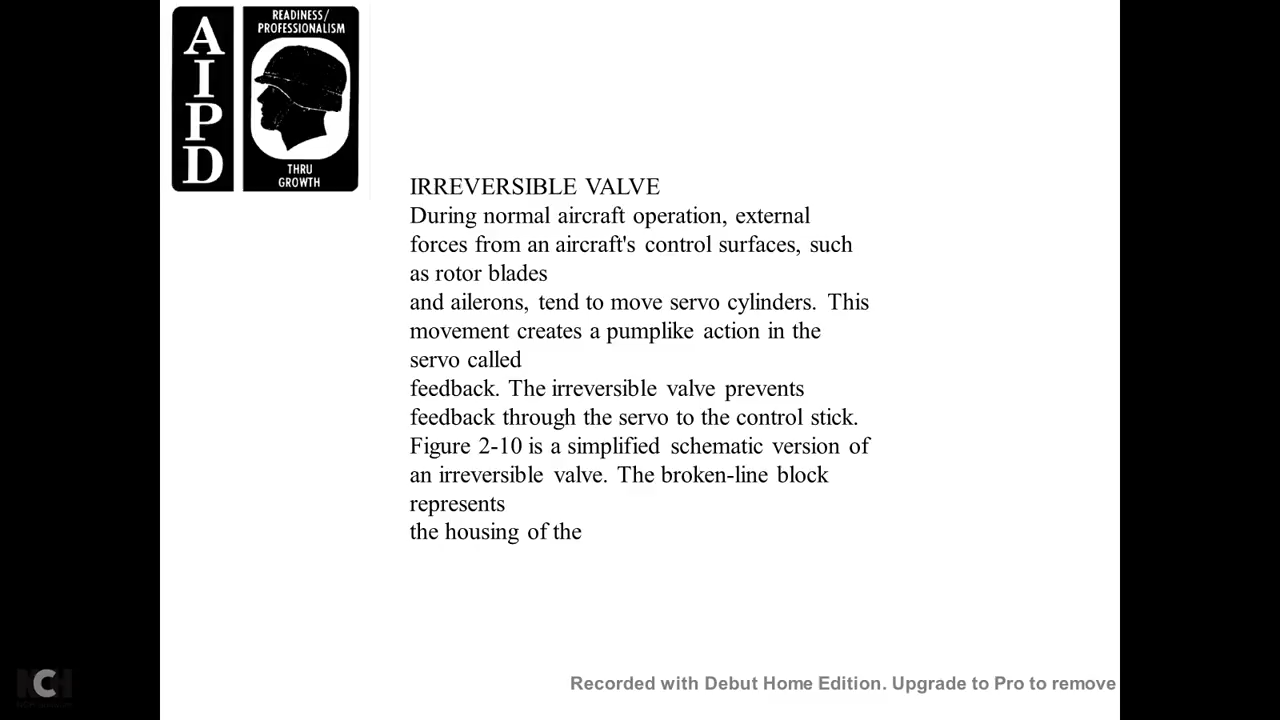 AIPD
READINESS/
PROFESSIONALISM
THRU
GROWTH
IRREVERSIBLE VALVE
During normal aircraft operation, external
forces from an aircraft's control surfaces, such
as rotor blades
and ailerons, tend to move servo cylinders. This
movement creates a pumplike action in the
servo called
feedback. The irreversible valve prevents
feedback through the servo to the control stick.
Figure 2-10 is a simplified schematic version of
an irreversible valve. The broken-line block
represents
the housing of the
Recorded with Debut Home Edition. Upgrade to Pro to remove